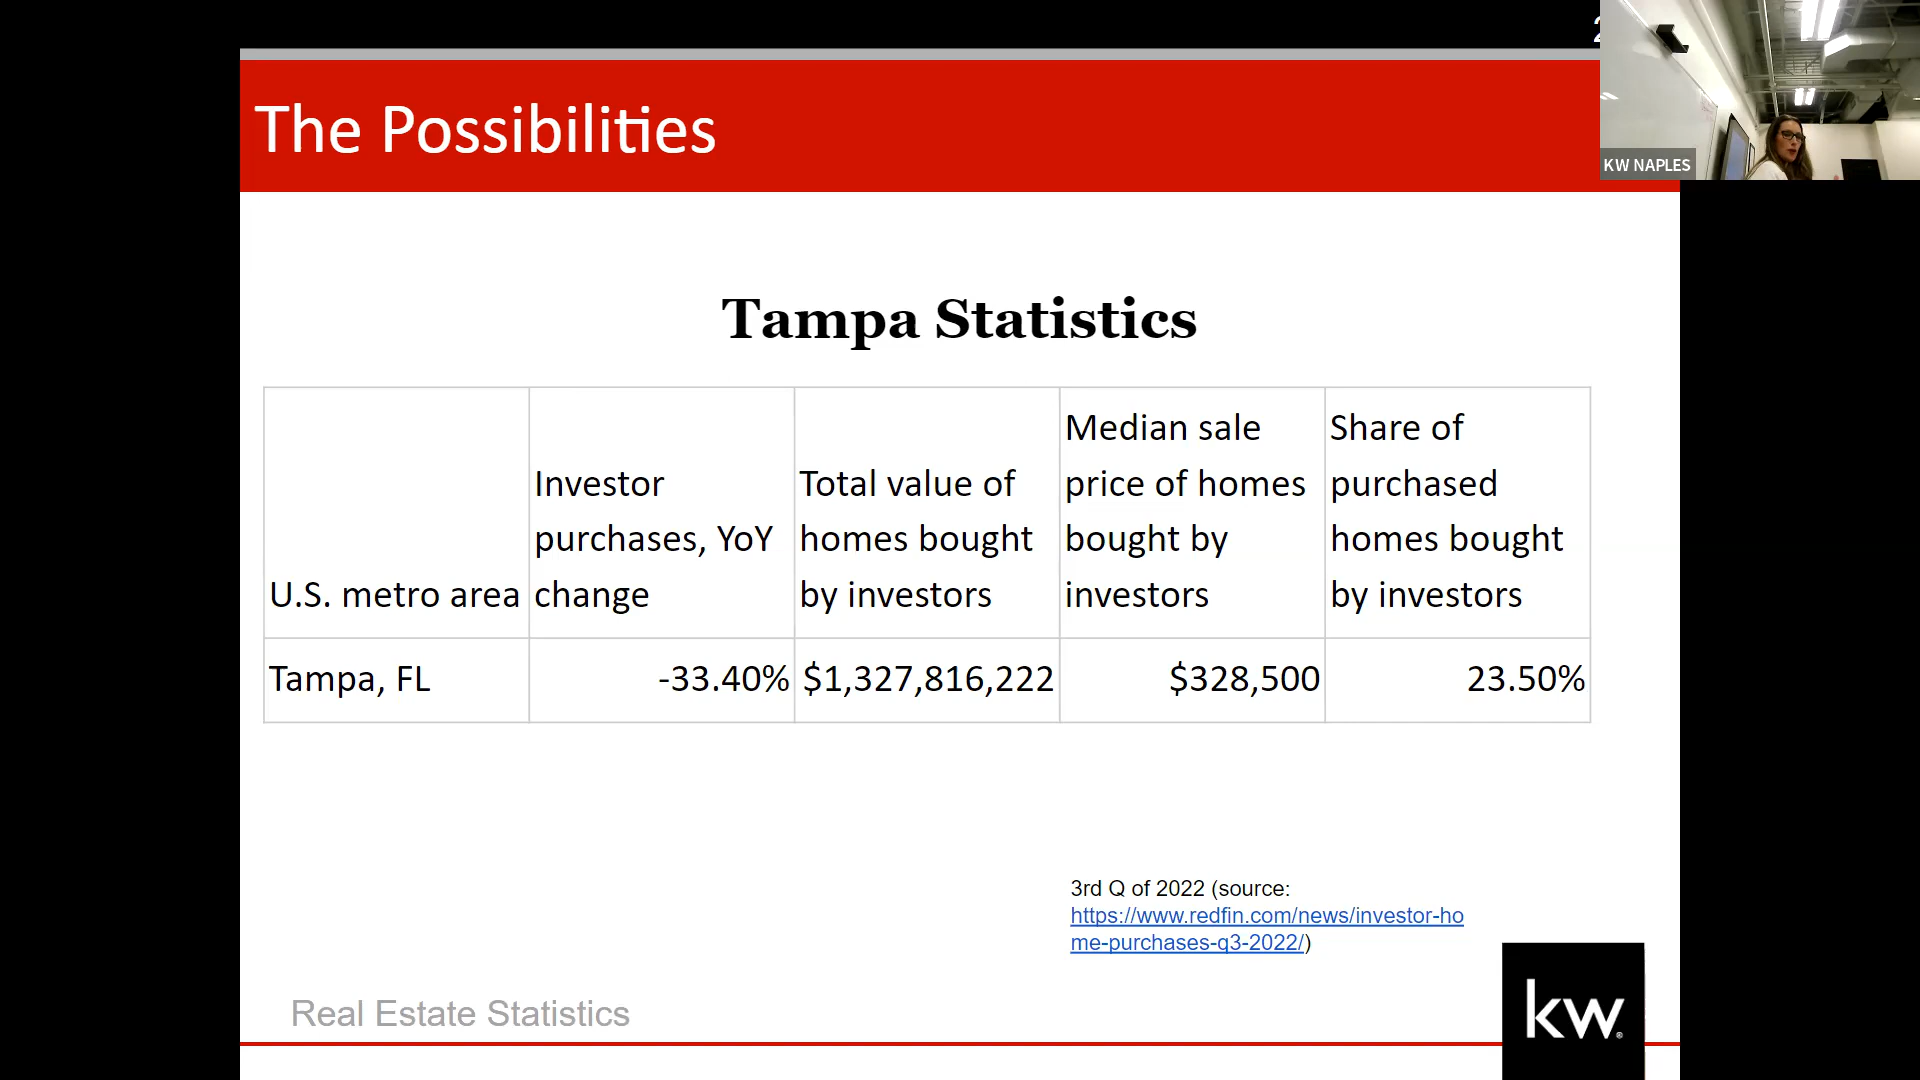 The Possibilities
KW NAPLES
Tampa Statistics
U.S. metro area
Investor
purchases, YoY
change
Total value of
homes bought
by investors
Median sale
price of homes
bought by
investors
Share of
purchased
homes bought
by investors
Tampa, FL
-33.40%
$1,327,816,222
$328,500
23.50%
3rd Q of 2022 (source:
https://www.redfin.com/news/investor-ho
me-purchases-q3-2022/)
Real Estate Statistics
kw®